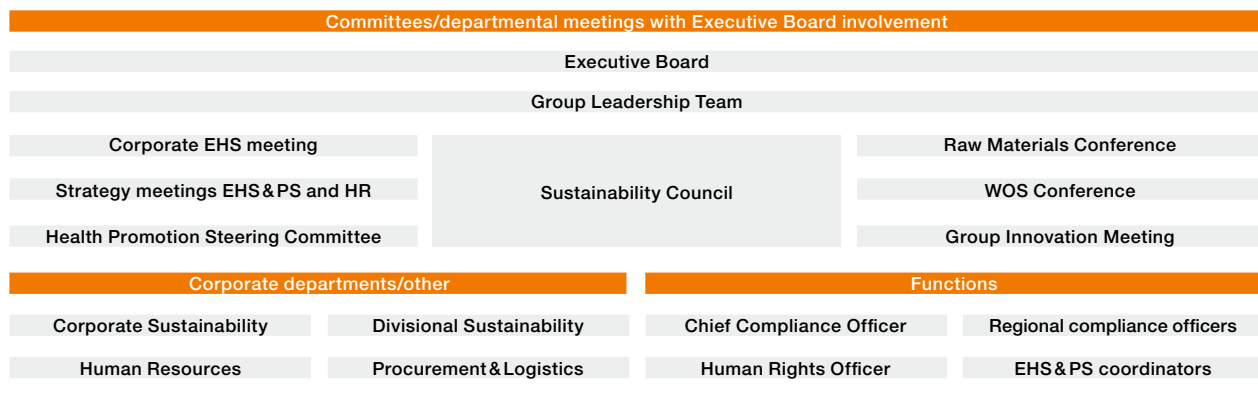 Committees/departmental meetings with Executive Board involvement
Executive Board
Group Leadership Team
Corporate EHS meeting
Strategy meetings EHS&PS and HR
Health Promotion Steering Committee
Sustainability Council
Raw Materials Conference
WOS Conference
Group Innovation Meeting
Corporate departments/other
Corporate Sustainability
Divisional Sustainability
Human Resources
Procurement&Logistics
Functions
Chief Compliance Officer
Regional compliance officers
Human Rights Officer
EHS&PS coordinators